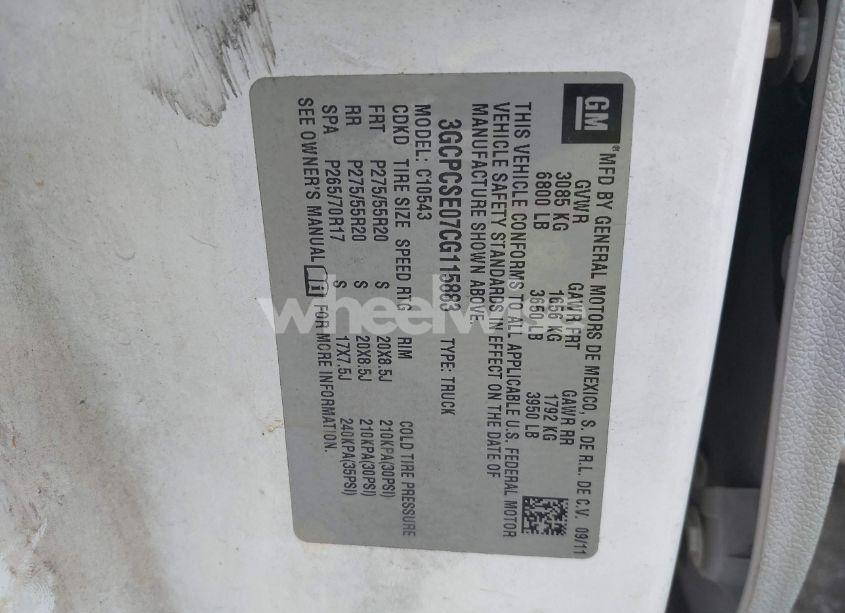 GM MFD BY GENERAL MOTORS DE MEXICO, S. DE R.L. DE C.V. 09/11
GVWR GAWR FRT GAWR RR
3085 KG 1656 KG 1792 KG
6800 LB 3650 LB 3950 LB
THIS VEHICLE CONFORMS TO ALL APPLICABLE U.S. FEDERAL MOTOR
VEHICLE SAFETY STANDARDS IN EFFECT ON THE DATE OF
MANUFACTURE SHOWN ABOVE.
3GCPCSE07CG115883 TYPE: TRUCK
MODEL: C10543
CDKD TIRE SIZE SPEED RTG RIM COLD TIRE PRESSURE
FRT P275/55R20 S 20X8.5J 210KPA(30PSI)
RR P275/55R20 S 20X8.5J 210KPA(30PSI)
SPA P265/70R17 S 17X7.5J 240KPA(35PSI)
SEE OWNER'S MANUAL FOR MORE INFORMATION.